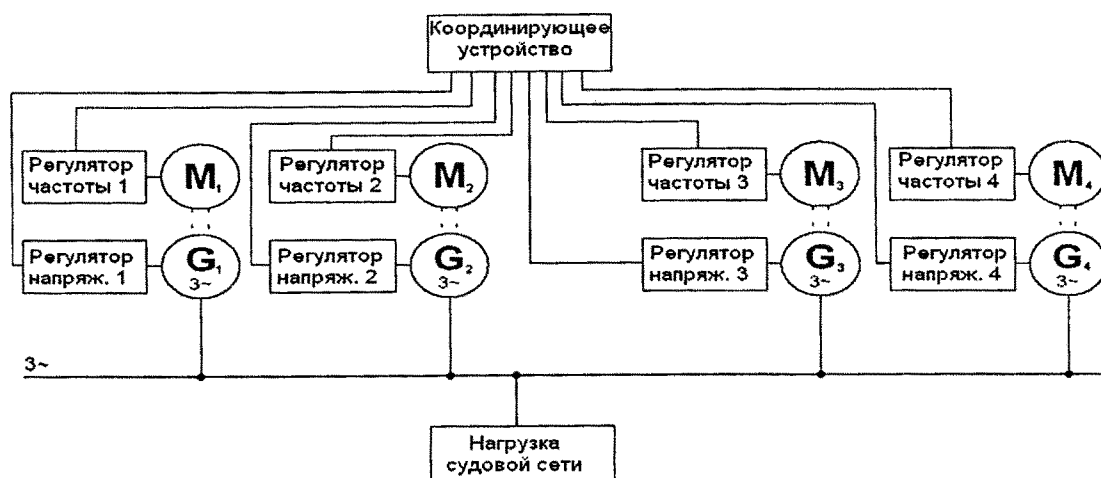 Координирующее
устройство
Регулятор
частоты 1
M1
Регулятор
частоты 2
M2
Регулятор
частоты 3
M3
Регулятор
частоты 4
M4
Регулятор
напряж. 1
G1
3~
Регулятор
напряж. 2
G2
3~
Регулятор
напряж. 3
G3
3~
Регулятор
напряж. 4
G4
3~
3~
Нагрузка
судовой сети